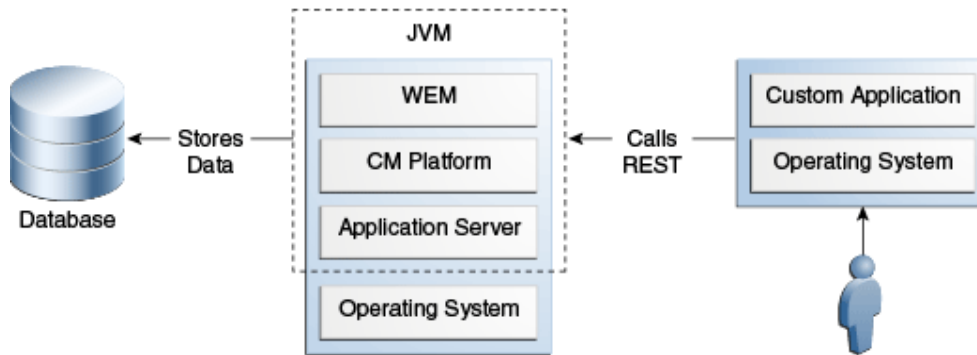 JVM
WEM
CM Platform
Application Server
Operating System
Stores
Data
Database
Calls
REST
Custom Application
Operating System